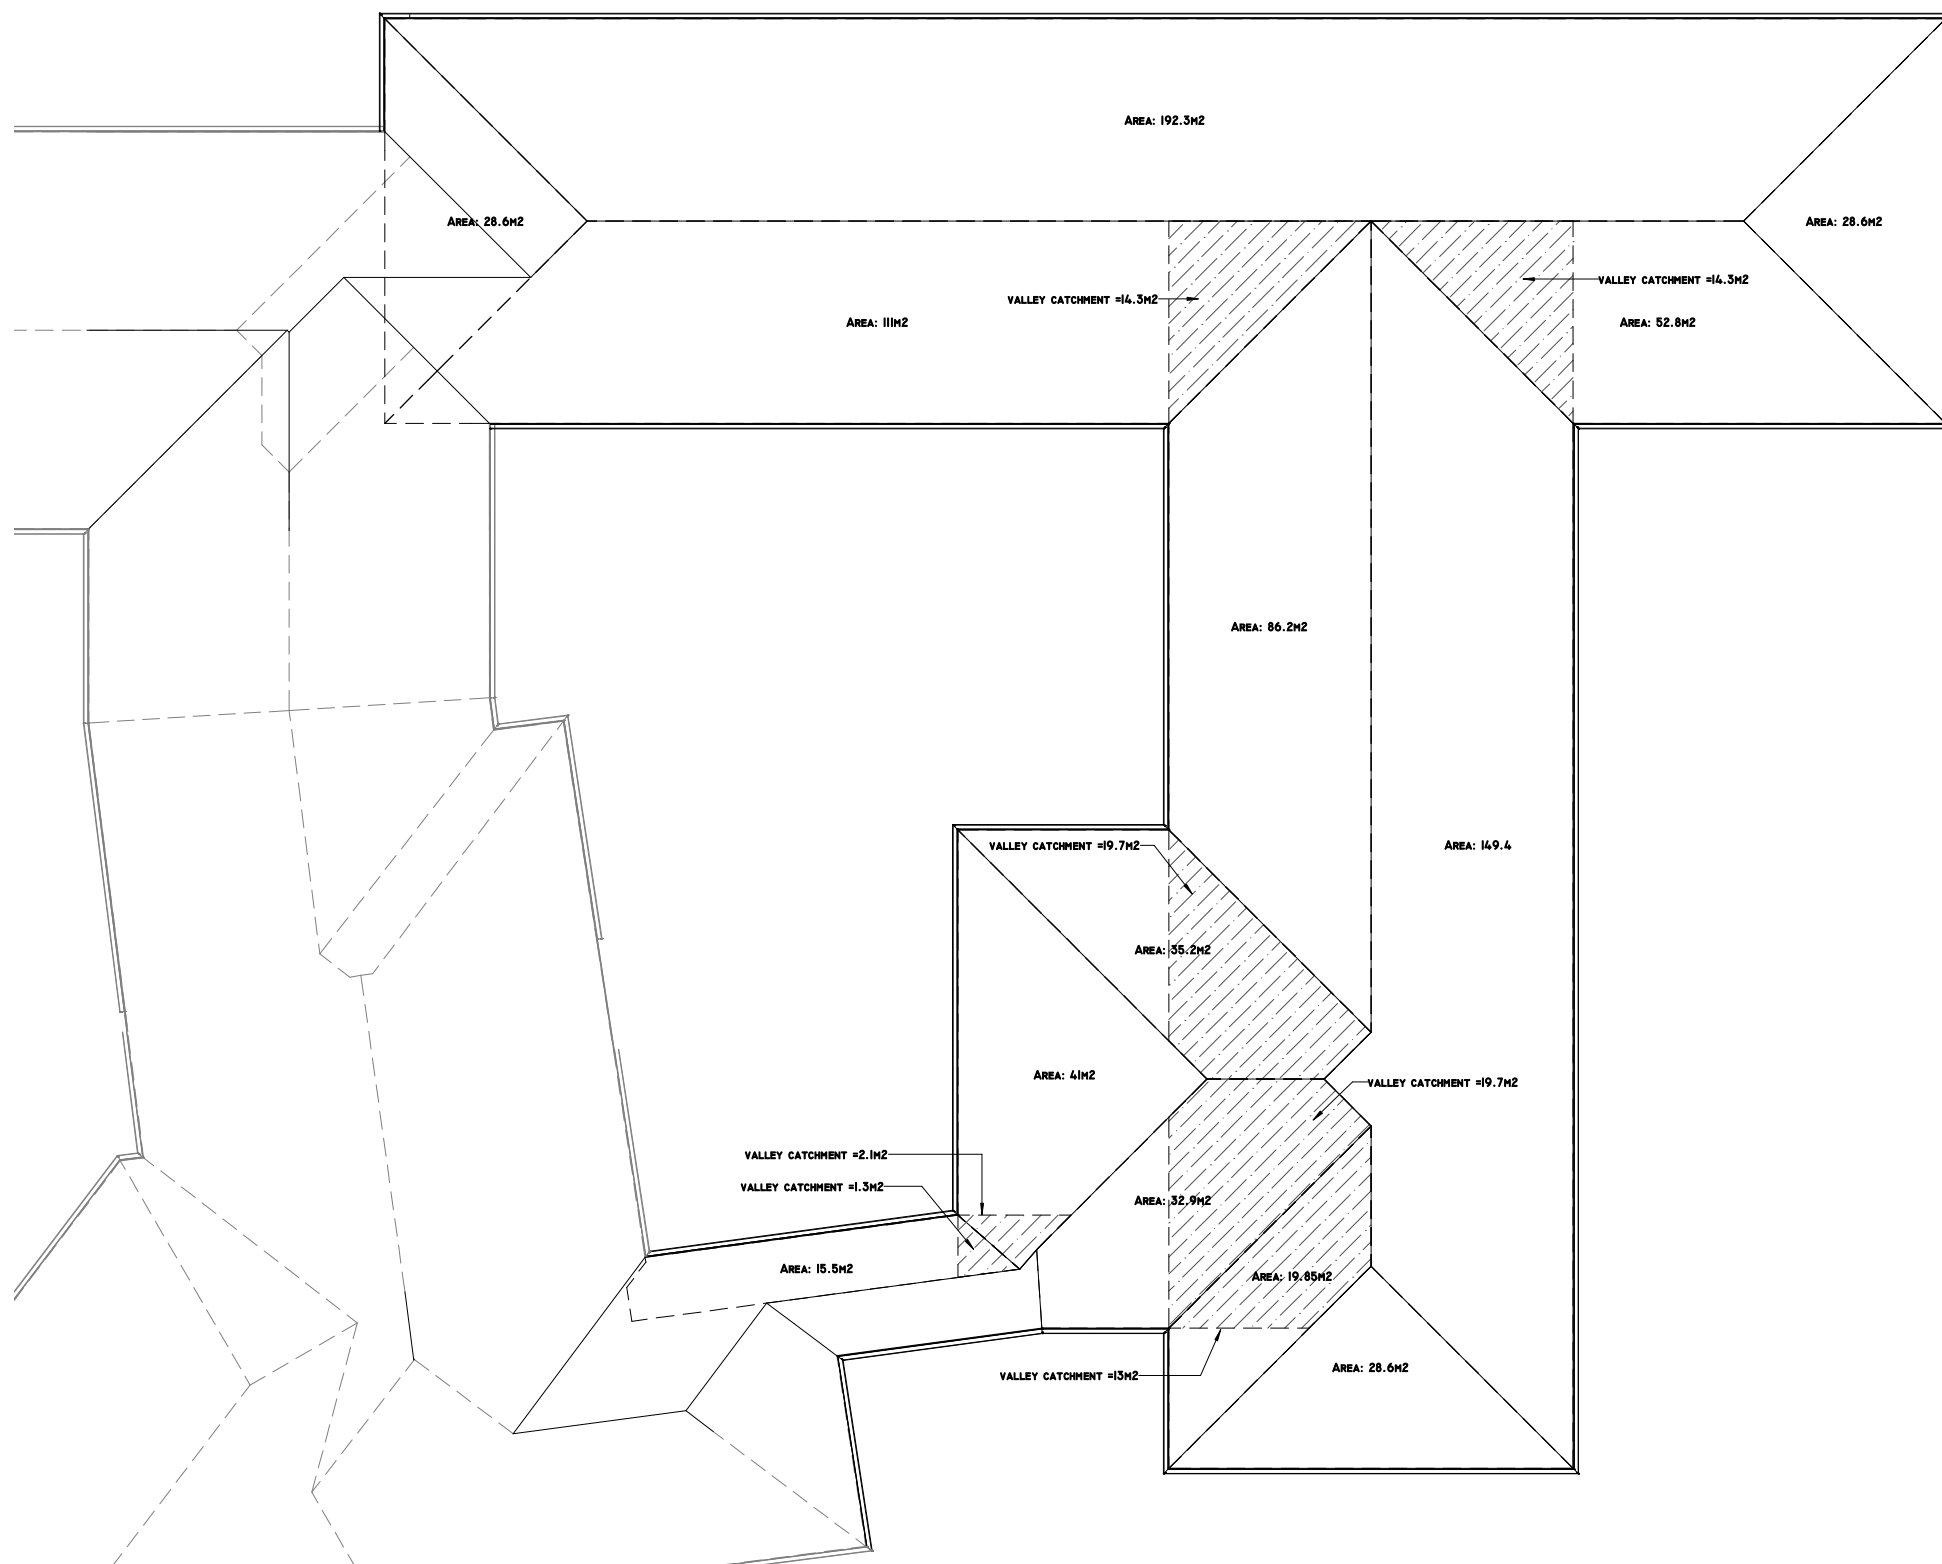 AREA: 192.3M2
AREA: 28.6M2
AREA: 28.6M2
VALLEY CATCHMENT =14.3M2
VALLEY CATCHMENT =14.3M2
AREA: 111M2
AREA: 52.8M2
AREA: 86.2M2
VALLEY CATCHMENT =19.7M2
AREA: 149.4
AREA: 35.2M2
AREA: 41M2
VALLEY CATCHMENT =19.7M2
VALLEY CATCHMENT =2.1M2
VALLEY CATCHMENT =1.3M2
AREA: 32.9M2
AREA: 15.5M2
AREA: 19.85M2
AREA: 28.6M2
VALLEY CATCHMENT =13M2